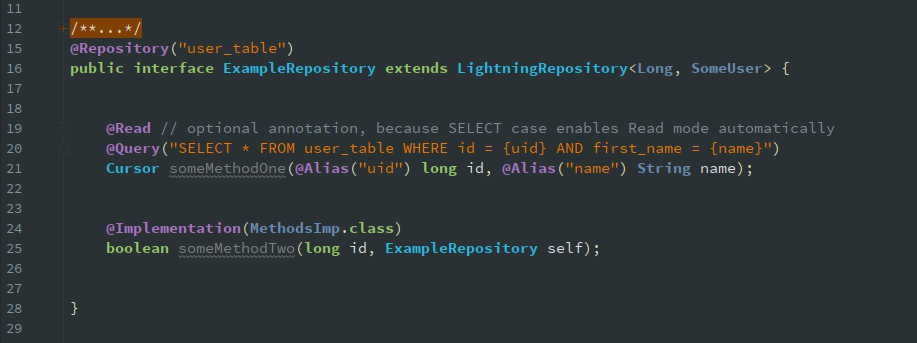 11
12 /**...*/
15 @Repository("user_table")
16 public interface ExampleRepository extends LightningRepository<Long, SomeUser> {
17
18
19 @Read // optional annotation, because SELECT case enables Read mode automatically
20 @Query("SELECT * FROM user_table WHERE id = {uid} AND first_name = {name}")
21 Cursor someMethodOne(@Alias("uid") long id, @Alias("name") String name);
22
23
24 @Implementation(MethodsImp.class)
25 boolean someMethodTwo(long id, ExampleRepository self);
26
27
28 }
29